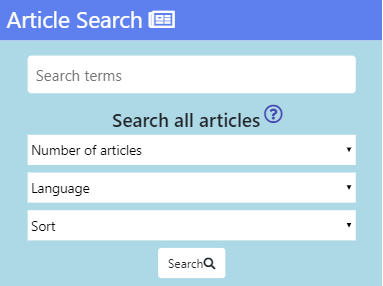 Article Search
Search terms
Search all articles
Number of articles
Language
Sort
Search